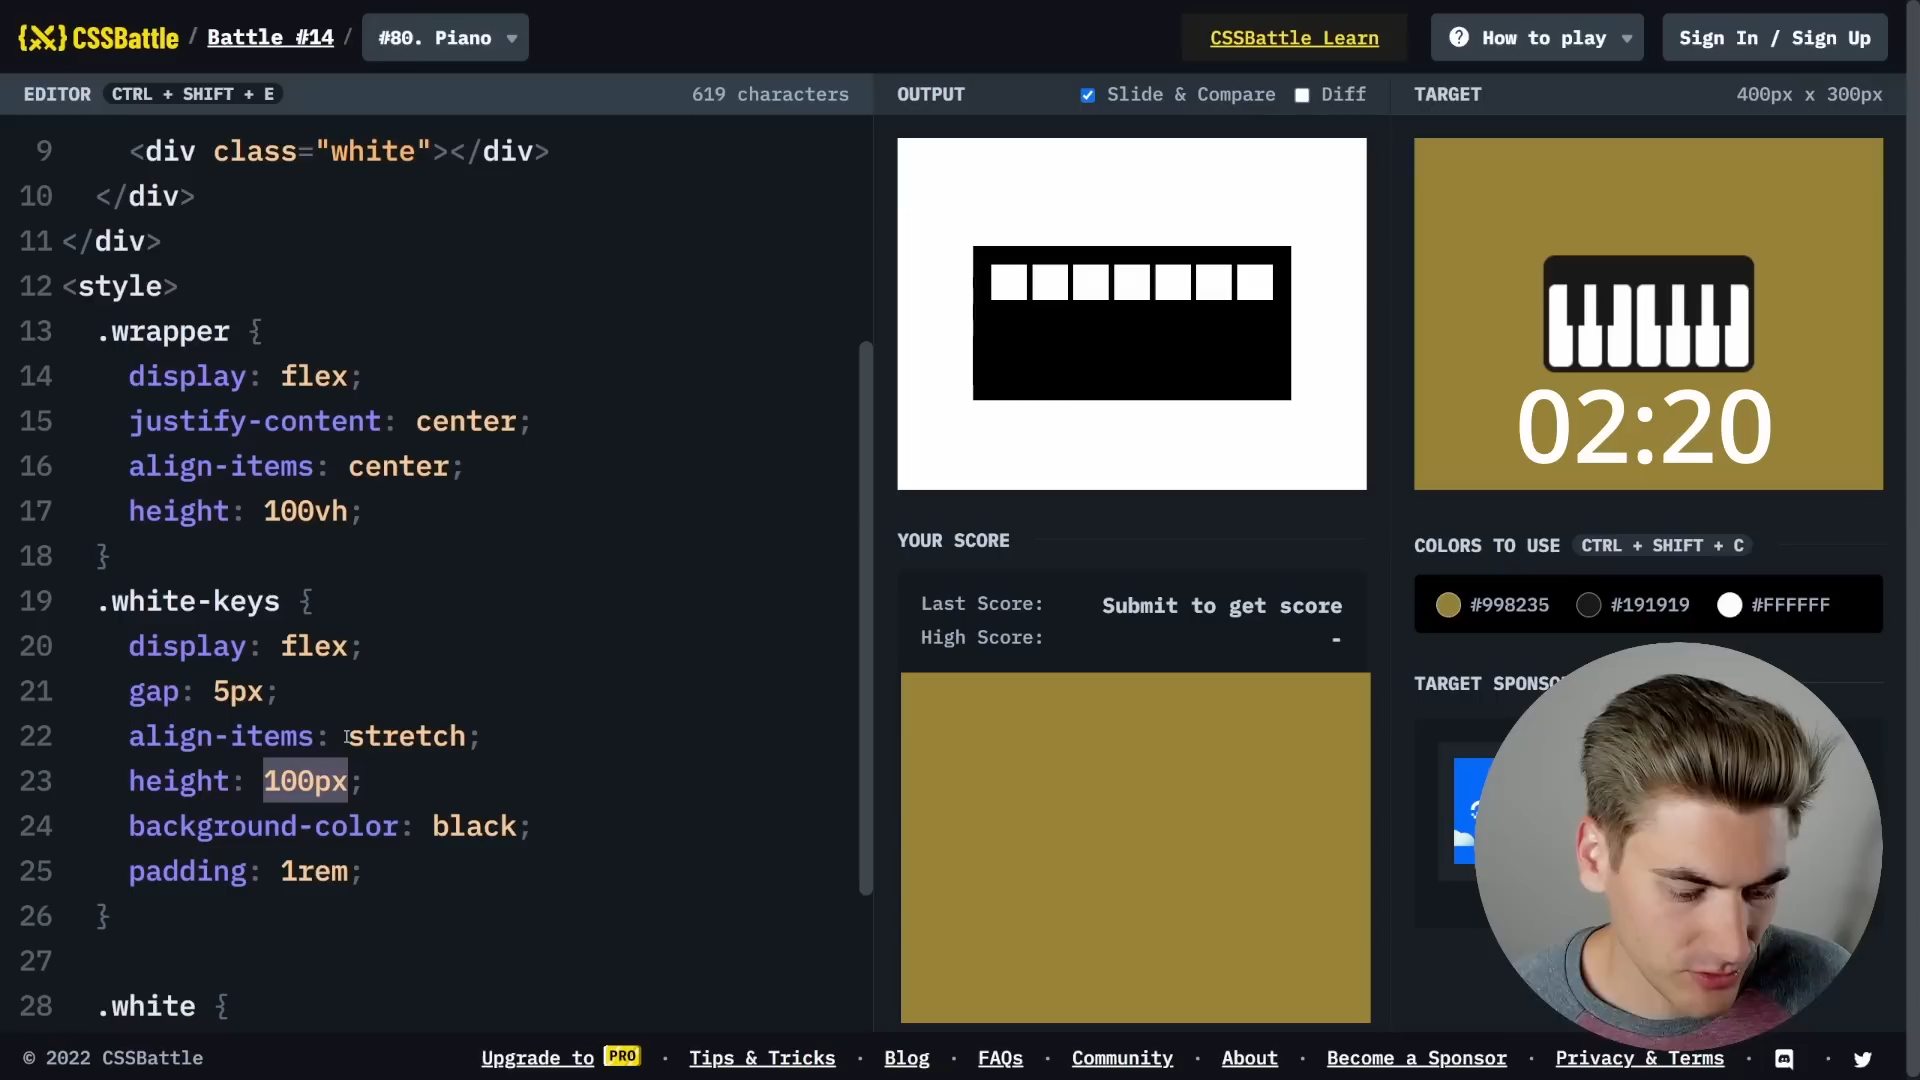 CSSBattle / Battle #14 / #80. Piano
CSSBattle Learn
How to play
Sign In / Sign Up
EDITOR CTRL + SHIFT + E
619 characters
9 <div class="white"></div>
10 </div>
11 </div>
12 <style>
13 .wrapper {
14 display: flex;
15 justify-content: center;
16 align-items: center;
17 height: 100vh;
18 }
19 .white-keys {
20 display: flex;
21 gap: 5px;
22 align-items: stretch;
23 height: 100px;
24 background-color: black;
25 padding: 1rem;
26 }
27
28 .white {
OUTPUT
Slide & Compare
Diff
YOUR SCORE
Last Score: Submit to get score
High Score: -
TARGET
400px x 300px
02:20
COLORS TO USE CTRL + SHIFT + C
#998235 #191919 #FFFFFF
© 2022 CSSBattle
Upgrade to PRO · Tips & Tricks · Blog · FAQs · Community · About · Become a Sponsor · Privacy & Terms